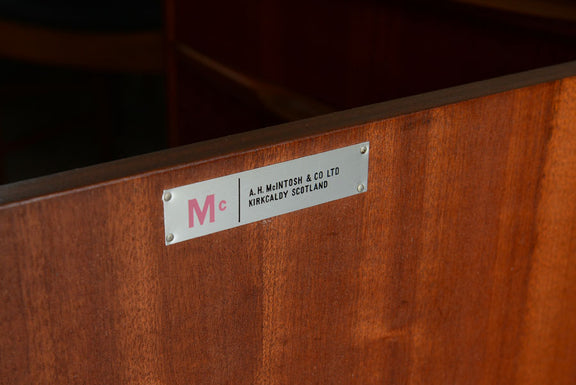 Mc
A. H. McINTOSH & CO LTD
KIRKCALDY SCOTLAND